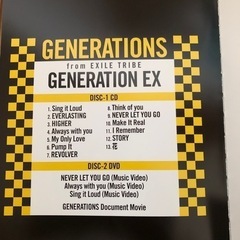 GENERATIONS
from EXILE TRIBE
GENERATION EX
DISC-1 CD
1. Sing it Loud
2. EVERLASTING
3. HIGHER
4. Always with you
5. My Only Love
6. Pump It
7. REVOLVER
8. Think of you
9. NEVER LET YOU GO
10. Make It Real
11. I Remember
12. STORY
13. 花
DISC-2 DVD
NEVER LET YOU GO (Music Video)
Always with you (Music Video)
Sing it Loud (Music Video)
GENERATIONS Document Movie